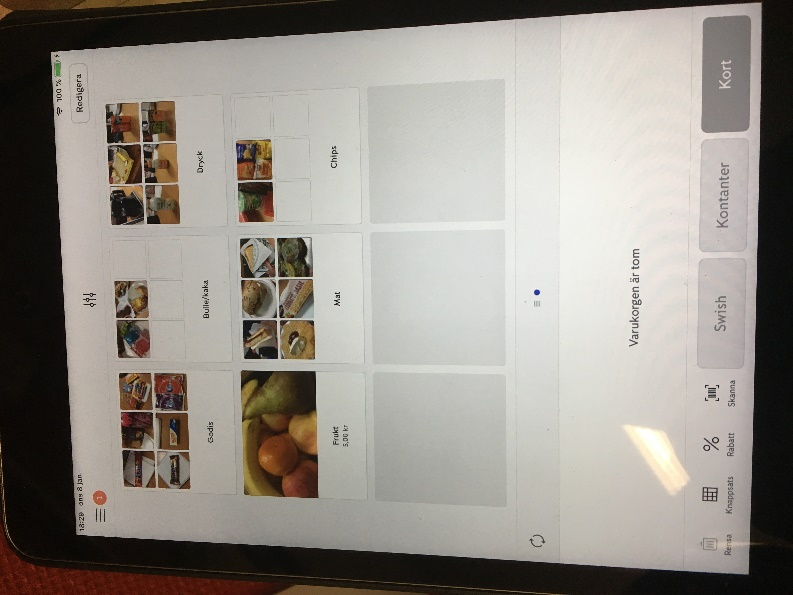 18:29 ons 8 jan.
100 %
1
Redigera
Godis
Bulle/kaka
Dryck
Frukt
5,00 kr
Mat
Chips
Varukorgen är tom
Rensa
Knappsats
Rabatt
Skanna
Swish
Kontanter
Kort